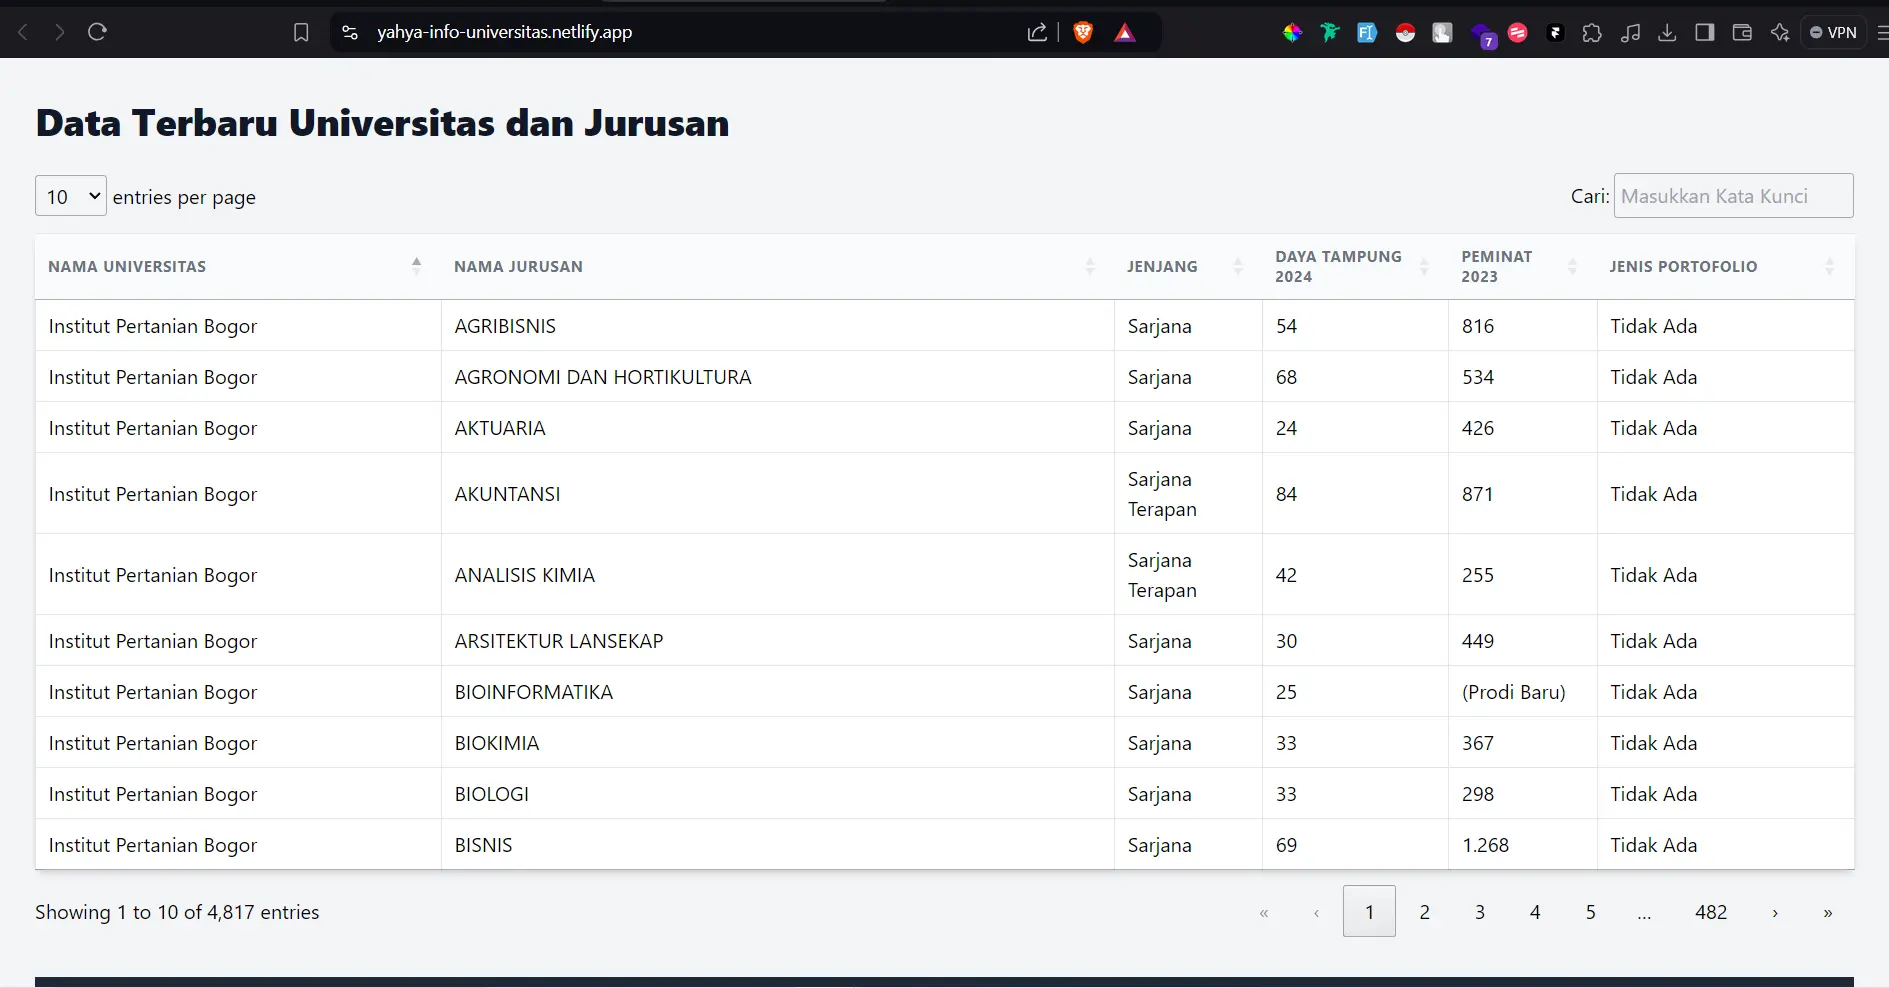 yahya-info-universitas.netlify.app
FI
7
VPN
Data Terbaru Universitas dan Jurusan
10 entries per page
Cari: Masukkan Kata Kunci
NAMA UNIVERSITAS NAMA JURUSAN JENJANG DAYA TAMPUNG 2024 PEMINAT 2023 JENIS PORTOFOLIO
Institut Pertanian Bogor AGRIBISNIS Sarjana 54 816 Tidak Ada
Institut Pertanian Bogor AGRONOMI DAN HORTIKULTURA Sarjana 68 534 Tidak Ada
Institut Pertanian Bogor AKTUARIA Sarjana 24 426 Tidak Ada
Institut Pertanian Bogor AKUNTANSI Sarjana Terapan 84 871 Tidak Ada
Institut Pertanian Bogor ANALISIS KIMIA Sarjana Terapan 42 255 Tidak Ada
Institut Pertanian Bogor ARSITEKTUR LANSEKAP Sarjana 30 449 Tidak Ada
Institut Pertanian Bogor BIOINFORMATIKA Sarjana 25 (Prodi Baru) Tidak Ada
Institut Pertanian Bogor BIOKIMIA Sarjana 33 367 Tidak Ada
Institut Pertanian Bogor BIOLOGI Sarjana 33 298 Tidak Ada
Institut Pertanian Bogor BISNIS Sarjana 69 1.268 Tidak Ada
Showing 1 to 10 of 4,817 entries
« ‹ 1 2 3 4 5 ... 482 › »